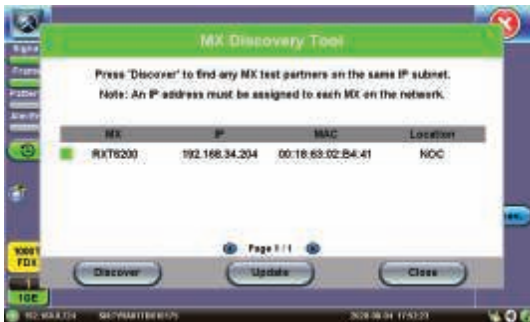 MX Discovery Tool
Press 'Discover' to find any MX test partners on the same IP subnet.
Note: An IP address must be assigned to each MX on the network.
MX IP MAC Location
RXT6200 192.168.34.204 00:18:63:02:B4:41 NOC
Page 1 / 1
Discover Update Close
FDX
1GE